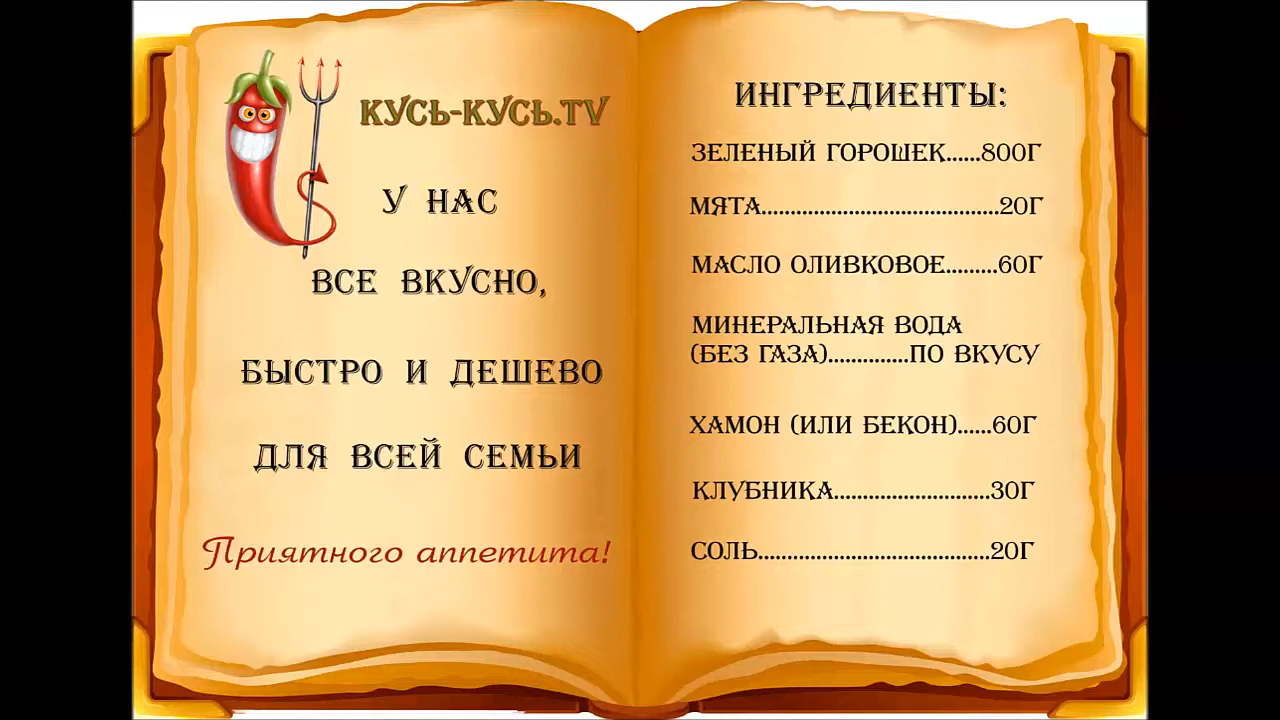 КУСЬ-КУСЬ.TV
У НАС
ВСЕ ВКУСНО,
БЫСТРО И ДЕШЕВО
ДЛЯ ВСЕЙ СЕМЬИ
Приятного аппетита!
ИНГРЕДИЕНТЫ:
ЗЕЛЕНЫЙ ГОРОШЕК......800Г
МЯТА.........................................20Г
МАСЛО ОЛИВКОВОЕ.........60Г
МИНЕРАЛЬНАЯ ВОДА
(БЕЗ ГАЗА)..............ПО ВКУСУ
ХАМОН (ИЛИ БЕКОН)......60Г
КЛУБНИКА...........................30Г
СОЛЬ........................................20Г